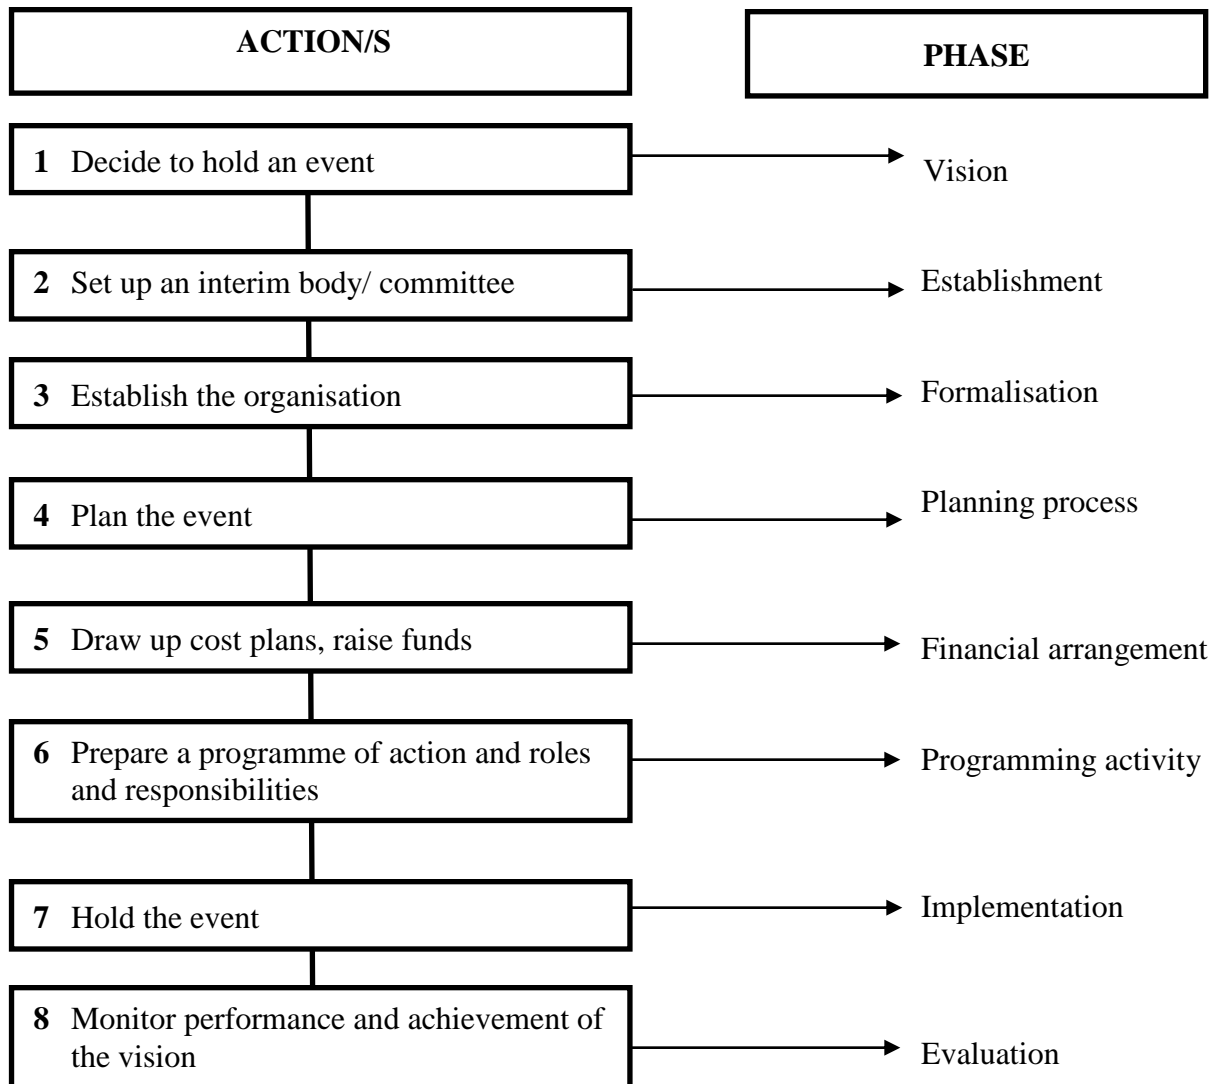 ACTION/S
PHASE
1 Decide to hold an event
Vision
2 Set up an interim body/ committee
Establishment
3 Establish the organisation
Formalisation
4 Plan the event
Planning process
5 Draw up cost plans, raise funds
Financial arrangement
6 Prepare a programme of action and roles
and responsibilities
Programming activity
7 Hold the event
Implementation
8 Monitor performance and achievement of
the vision
Evaluation